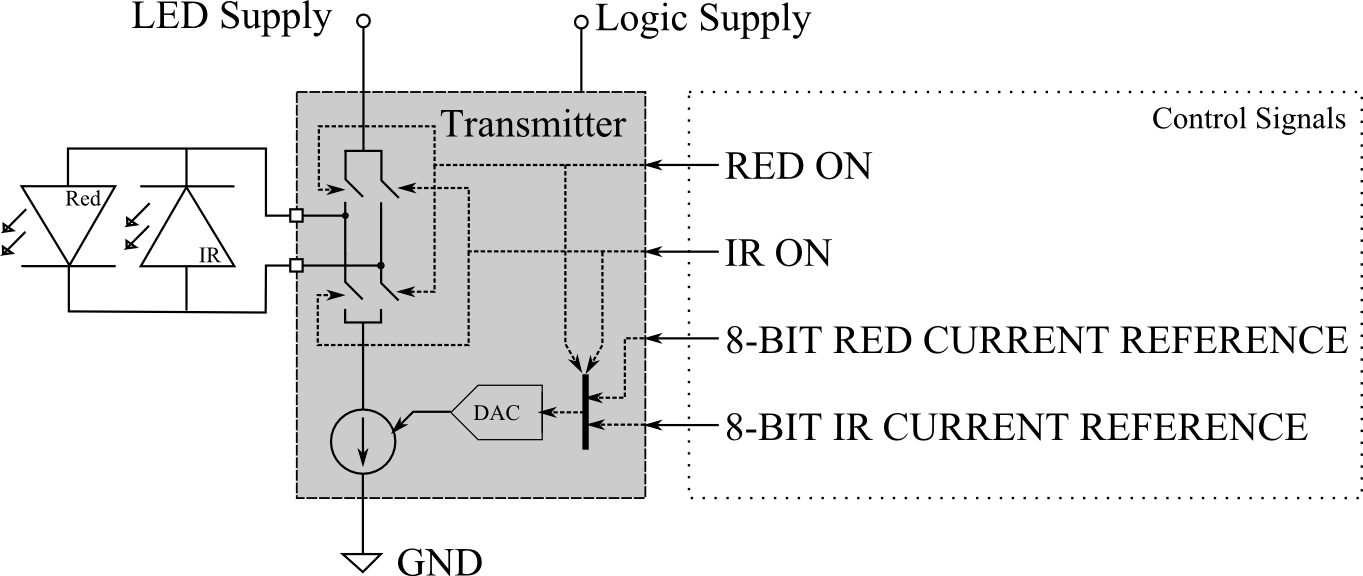 LED Supply
Logic Supply
Transmitter
Control Signals
RED ON
Red
IR
IR ON
8-BIT RED CURRENT REFERENCE
DAC
8-BIT IR CURRENT REFERENCE
GND